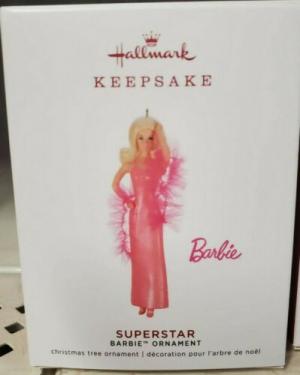 Hallmark
KEEPSAKE
Barbie
SUPERSTAR
BARBIE™ ORNAMENT
christmas tree ornament | décoration pour l'arbre de noël